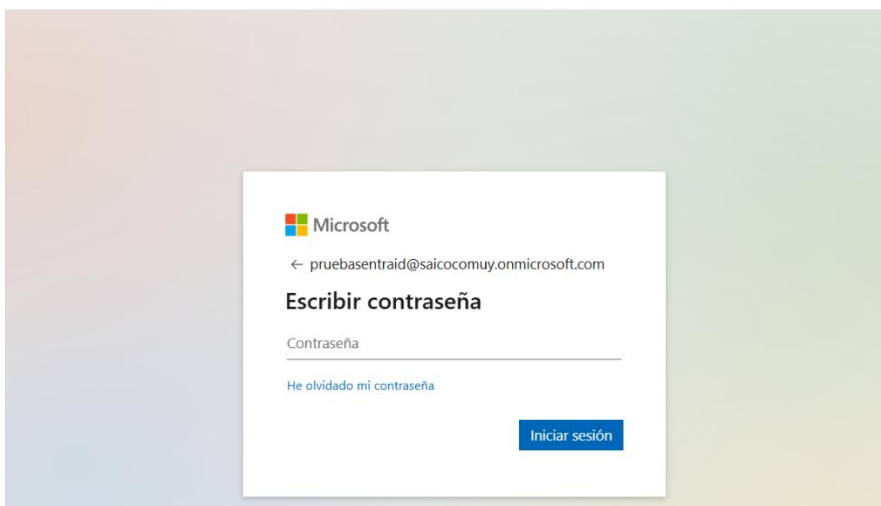 Microsoft
← pruebasentraid@saicocomuy.onmicrosoft.com
Escribir contraseña
Contraseña
He olvidado mi contraseña
Iniciar sesión